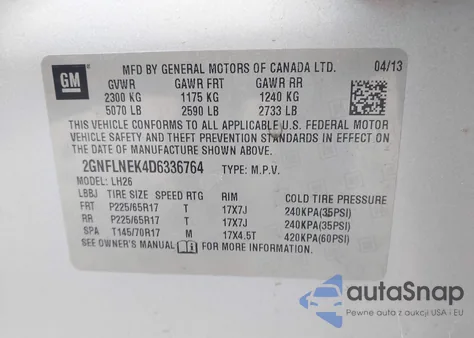 GM
MFD BY GENERAL MOTORS OF CANADA LTD. 04/13
GVWR GAWR FRT GAWR RR
2300 KG 1175 KG 1240 KG
5070 LB 2590 LB 2733 LB
THIS VEHICLE CONFORMS TO ALL APPLICABLE U.S. FEDERAL MOTOR
VEHICLE SAFETY AND THEFT PREVENTION STANDARDS IN EFFECT ON
THE DATE OF MANUFACTURE SHOWN ABOVE.
2GNFLNEK4D6336764 TYPE: M.P.V.
MODEL: LH26
LBBJ TIRE SIZE SPEED RTG RIM COLD TIRE PRESSURE
FRT P225/65R17 T 17X7J 240KPA(35PSI)
RR P225/65R17 T 17X7J 240KPA(35PSI)
SPA T145/70R17 M 17X4.5T 420KPA(60PSI)
SEE OWNER'S MANUAL FOR MORE INFORMATION.
autoSnap
Pewne auta z aukcji USA i EU